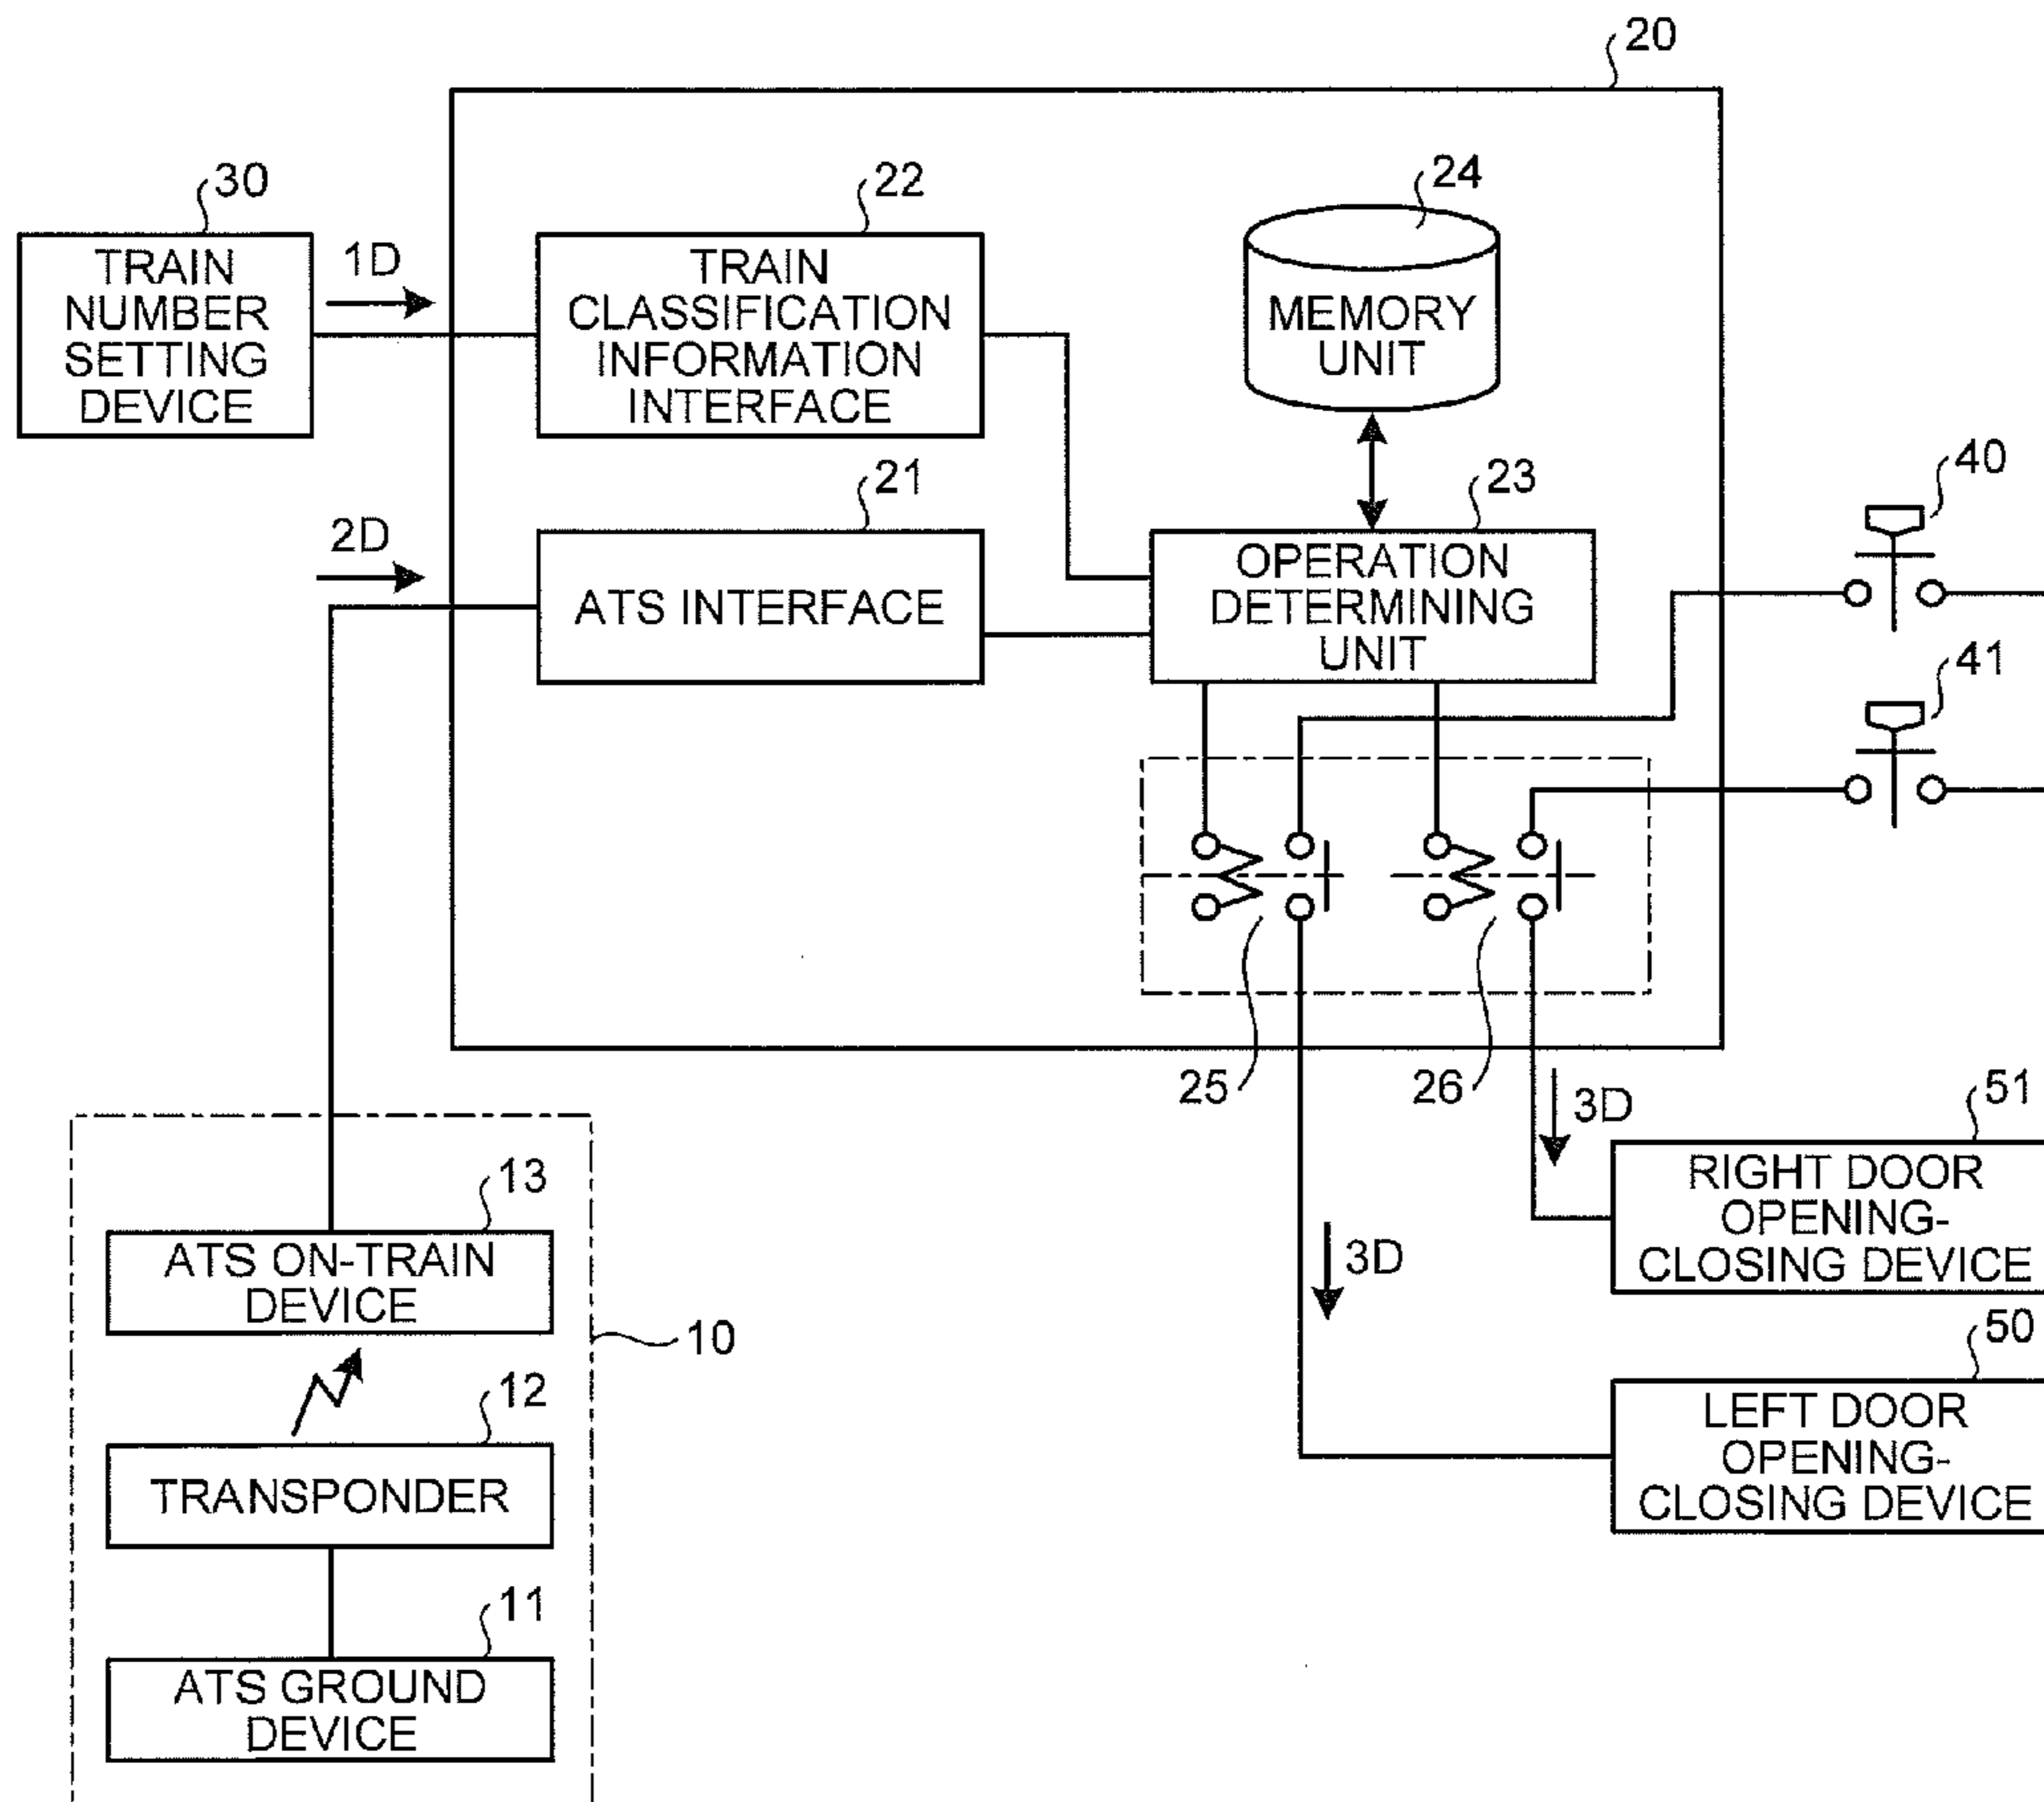 20
30
TRAIN
NUMBER
SETTING
DEVICE
1D
22
TRAIN
CLASSIFICATION
INFORMATION
INTERFACE
24
MEMORY
UNIT
2D
21
ATS INTERFACE
23
OPERATION
DETERMINING
UNIT
40
41
25
26
3D
51
RIGHT DOOR
OPENING-
CLOSING DEVICE
3D
50
LEFT DOOR
OPENING-
CLOSING DEVICE
13
ATS ON-TRAIN
DEVICE
10
12
TRANSPONDER
11
ATS GROUND
DEVICE